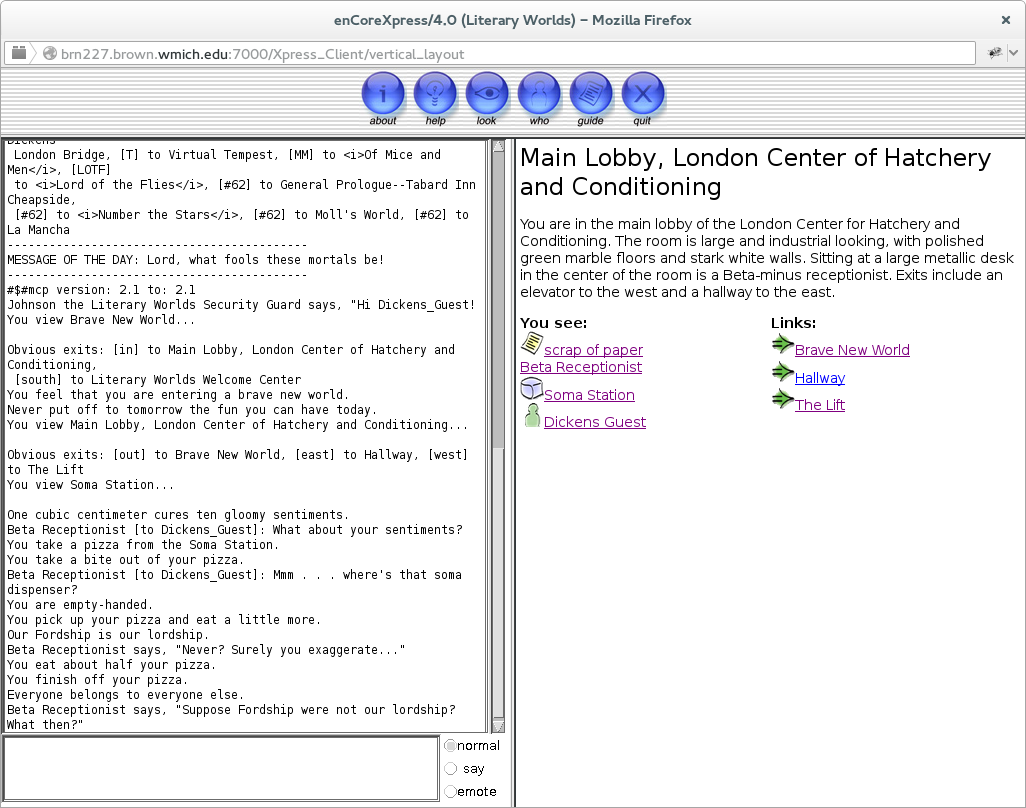 enCoreXpress/4.0 (Literary Worlds) – Mozilla Firefox
brn227.brown.wmich.edu:7000/Xpress_Client/vertical_layout
about help look who guide quit
Dickens
London Bridge, [T] to Virtual Tempest, [MM] to <i>Of Mice and
Men</i>, [LOTF]
to <i>Lord of the Flies</i>, [#62] to General Prologue--Tabard Inn
Cheapside,
[#62] to <i>Number the Stars</i>, [#62] to Moll's World, [#62] to
La Mancha
-------------------------------------------
MESSAGE OF THE DAY: Lord, what fools these mortals be!
-------------------------------------------
#$#mcp version: 2.1 to: 2.1
Johnson the Literary Worlds Security Guard says, "Hi Dickens_Guest!
You view Brave New World...
Obvious exits: [in] to Main Lobby, London Center of Hatchery and
Conditioning,
[south] to Literary Worlds Welcome Center
You feel that you are entering a brave new world.
Never put off to tomorrow the fun you can have today.
You view Main Lobby, London Center of Hatchery and Conditioning...
Obvious exits: [out] to Brave New World, [east] to Hallway, [west]
to The Lift
You view Soma Station...
One cubic centimeter cures ten gloomy sentiments.
Beta Receptionist [to Dickens_Guest]: What about your sentiments?
You take a pizza from the Soma Station.
You take a bite out of your pizza.
Beta Receptionist [to Dickens_Guest]: Mmm . . . where's that soma
dispenser?
You are empty-handed.
You pick up your pizza and eat a little more.
Our Fordship is our lordship.
Beta Receptionist says, "Never? Surely you exaggerate..."
You eat about half your pizza.
You finish off your pizza.
Everyone belongs to everyone else.
Beta Receptionist says, "Suppose Fordship were not our lordship?
What then?"
normal
say
emote
Main Lobby, London Center of Hatchery
and Conditioning
You are in the main lobby of the London Center for Hatchery and
Conditioning. The room is large and industrial looking, with polished
green marble floors and stark white walls. Sitting at a large metallic desk
in the center of the room is a Beta-minus receptionist. Exits include an
elevator to the west and a hallway to the east.
You see:
scrap of paper
Beta Receptionist
Soma Station
Dickens Guest
Links:
Brave New World
Hallway
The Lift